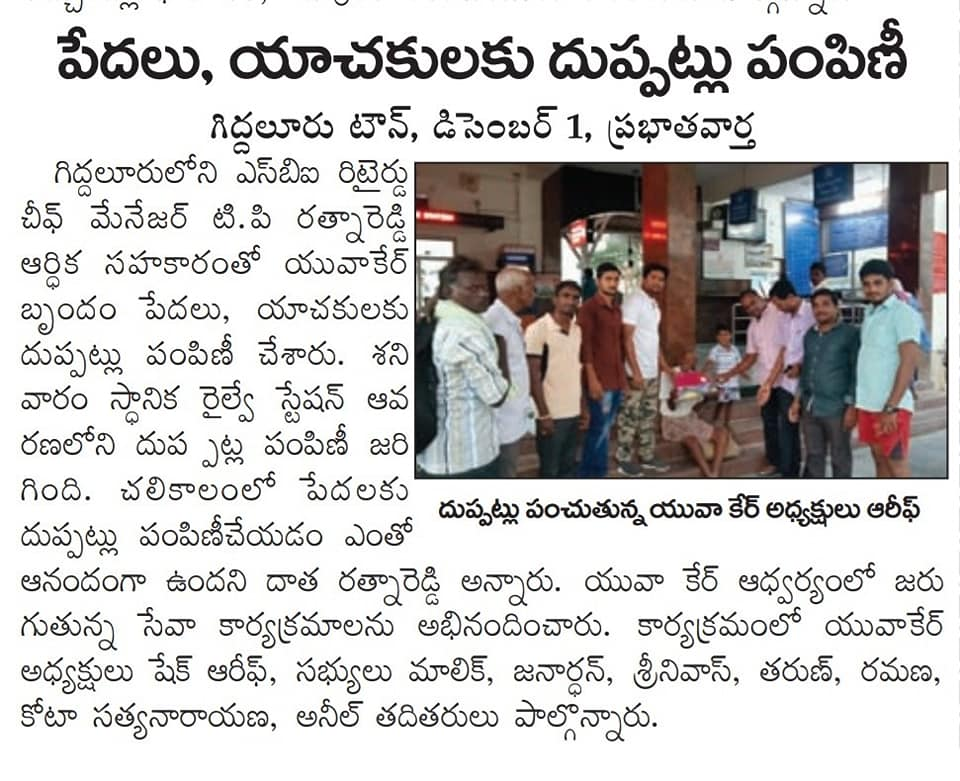 పేదలు, యాచకులకు దుప్పట్లు పంపిణీ
గిద్దలూరు టౌన్, డిసెంబర్ 1, ప్రభాతవార్త
గిద్దలూరులోని ఎస్‌బిఐ రిటైర్డు
చీఫ్ మేనేజర్ టి.పి రత్నారెడ్డి
ఆర్ధిక సహకారంతో యువాకేర్
బృందం పేదలు, యాచకులకు
దుప్పట్లు పంపిణీ చేశారు. శని
వారం స్థానిక రైల్వే స్టేషన్ ఆవ
రణలోని దుప ప్పట్ల పంపిణీ జరి
గింది. చలికాలంలో పేదలకు
దుప్పట్లు పంపిణీచేయడం ఎంతో
దుప్పట్లు పంచుతున్న యువా కేర్ అధ్యక్షులు ఆరీఫ్
ఆనందంగా ఉందని దాత రత్నారెడ్డి అన్నారు. యువా కేర్ ఆధ్వర్యంలో జరు
గుతున్న సేవా కార్యక్రమాలను అభినందించారు. కార్యక్రమంలో యువాకేర్
అధ్యక్షులు షేక్ ఆరీఫ్, సభ్యులు మాలిక్, జనార్ధన్, శ్రీనివాస్, తరుణ్, రమణ,
కోటా సత్యనారాయణ, అనీల్ తదితరులు పాల్గొన్నారు.